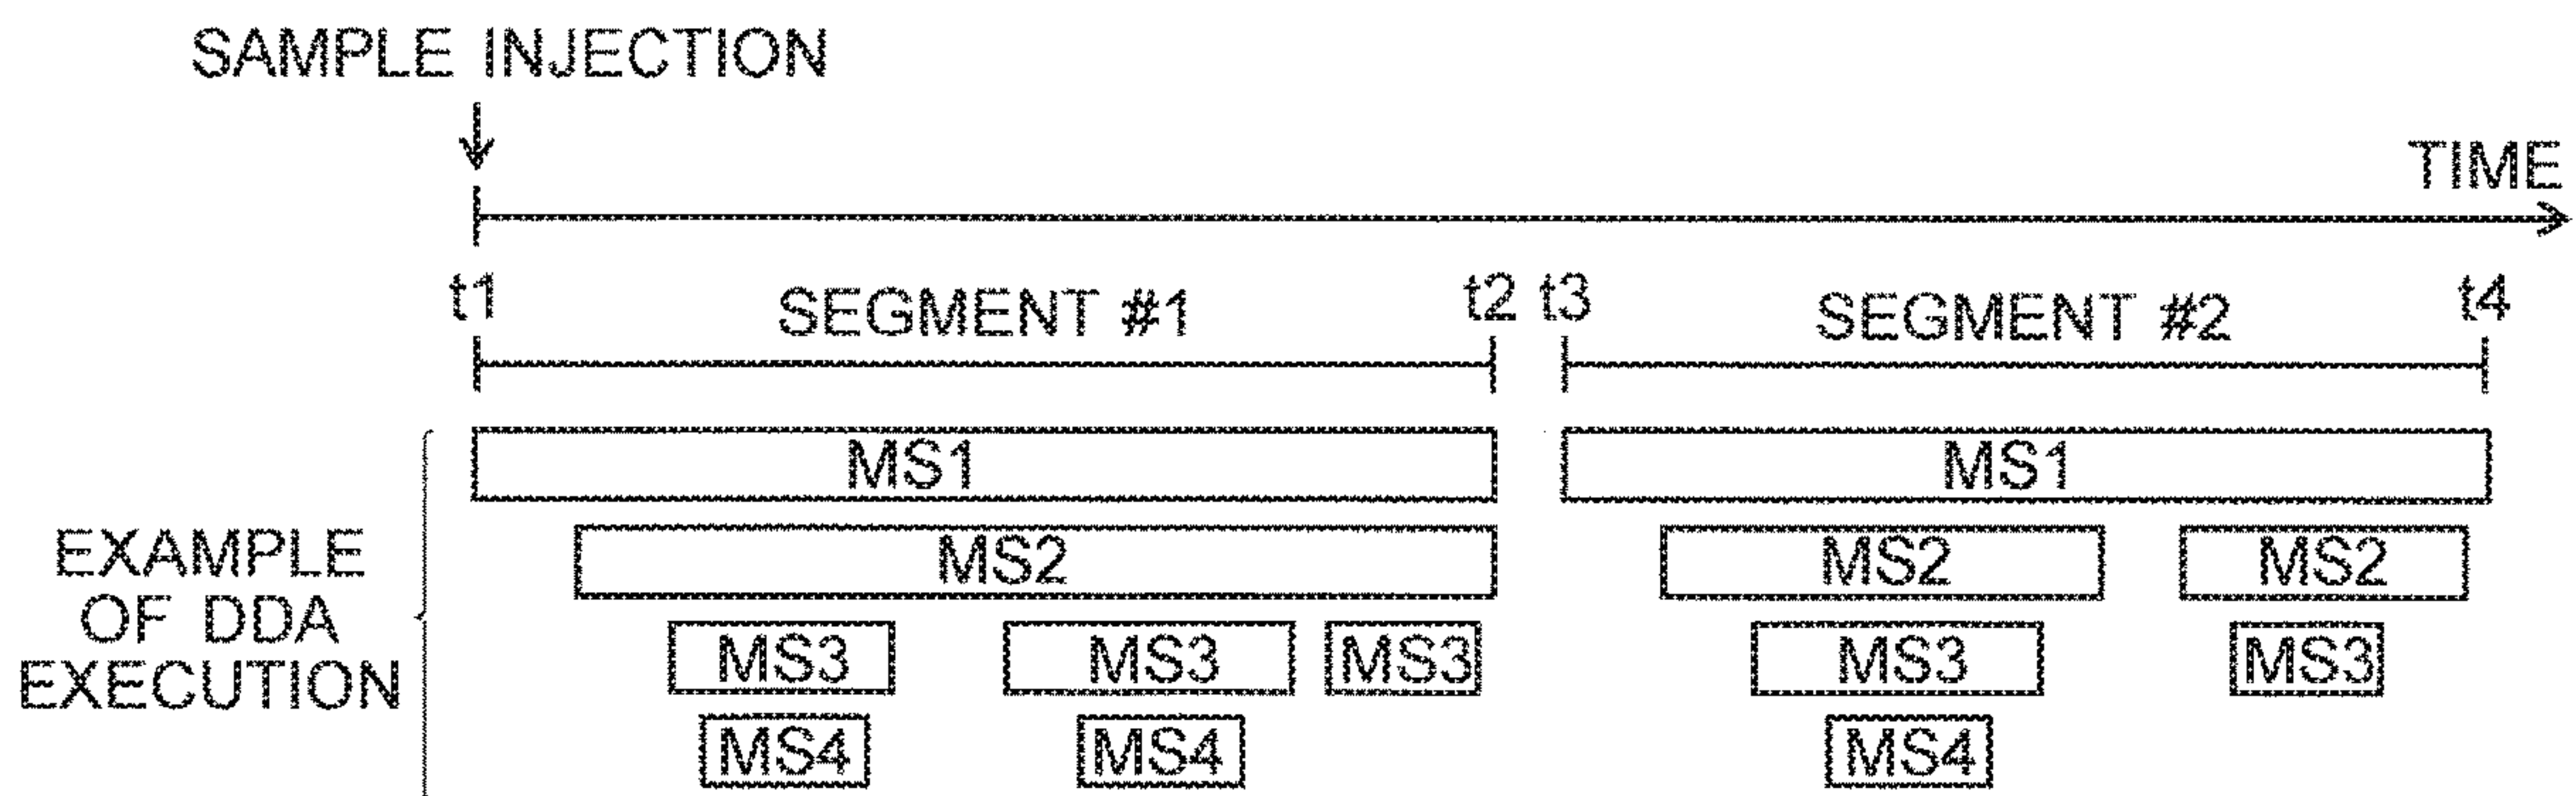 SAMPLE INJECTION
TIME
t1 SEGMENT #1 t2 t3 SEGMENT #2 t4
MS1 MS1
MS2 MS2 MS2
EXAMPLE
OF DDA
EXECUTION
MS3 MS3 MS3 MS3 MS3
MS4 MS4 MS4